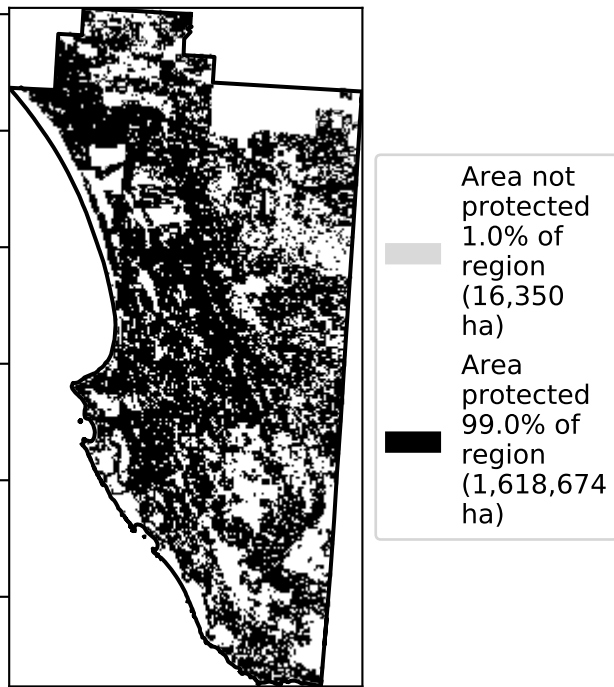 Area not
protected
1.0% of
region
(16,350
ha)
Area
protected
99.0% of
region
(1,618,674
ha)